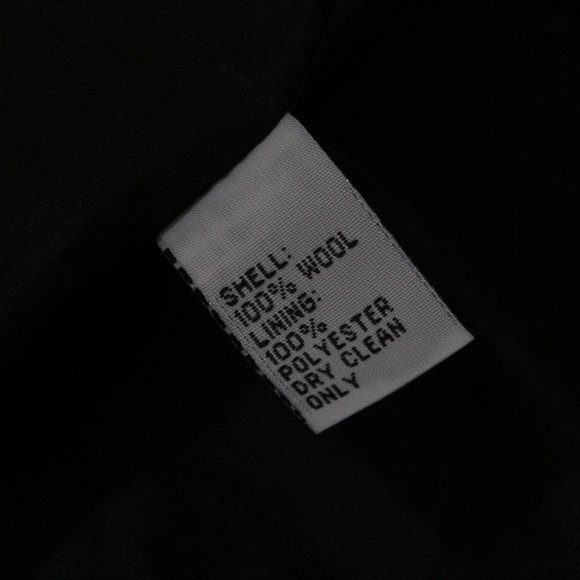 SHELL:
100% WOOL
LINING:
100%
POLYESTER
DRY CLEAN
ONLY